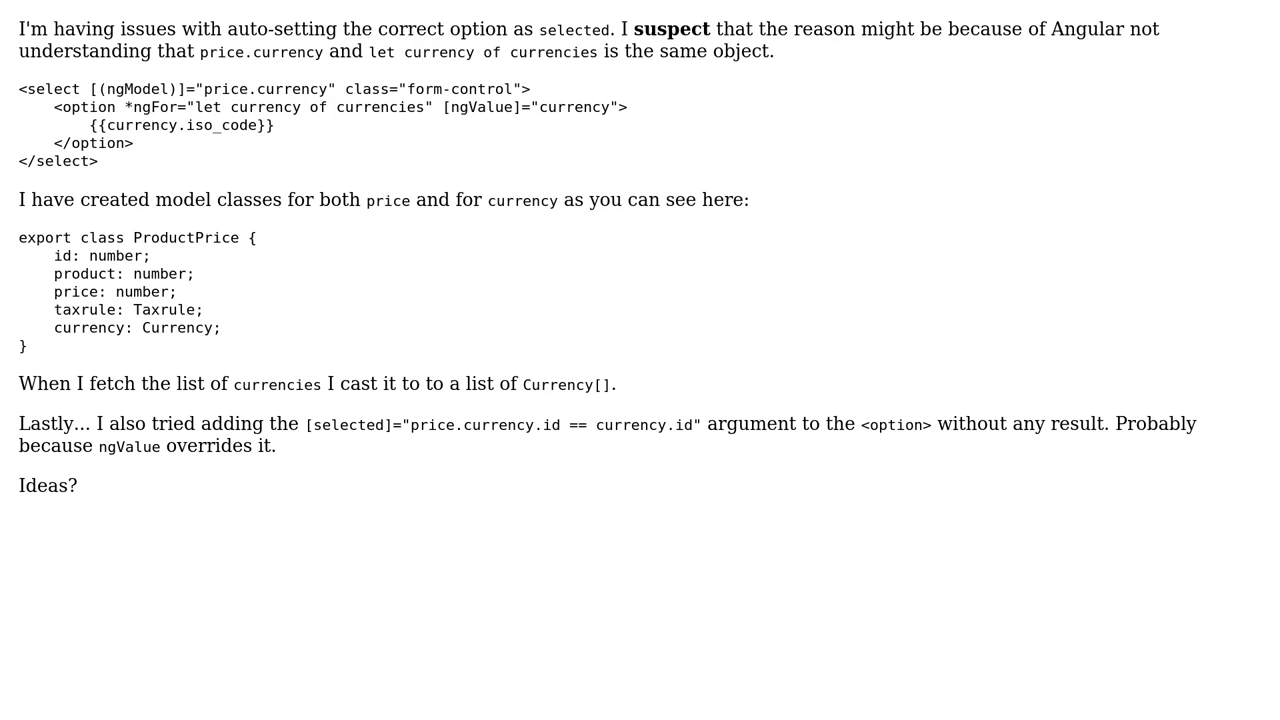 I'm having issues with auto-setting the correct option as selected. I suspect that the reason might be because of Angular not
understanding that price.currency and let currency of currencies is the same object.
<select [(ngModel)]="price.currency" class="form-control">
    <option *ngFor="let currency of currencies" [ngValue]="currency">
        {{currency.iso_code}}
    </option>
</select>
I have created model classes for both price and for currency as you can see here:
export class ProductPrice {
    id: number;
    product: number;
    price: number;
    taxrule: Taxrule;
    currency: Currency;
}
When I fetch the list of currencies I cast it to to a list of Currency[].
Lastly... I also tried adding the [selected]="price.currency.id == currency.id" argument to the <option> without any result. Probably
because ngValue overrides it.
Ideas?